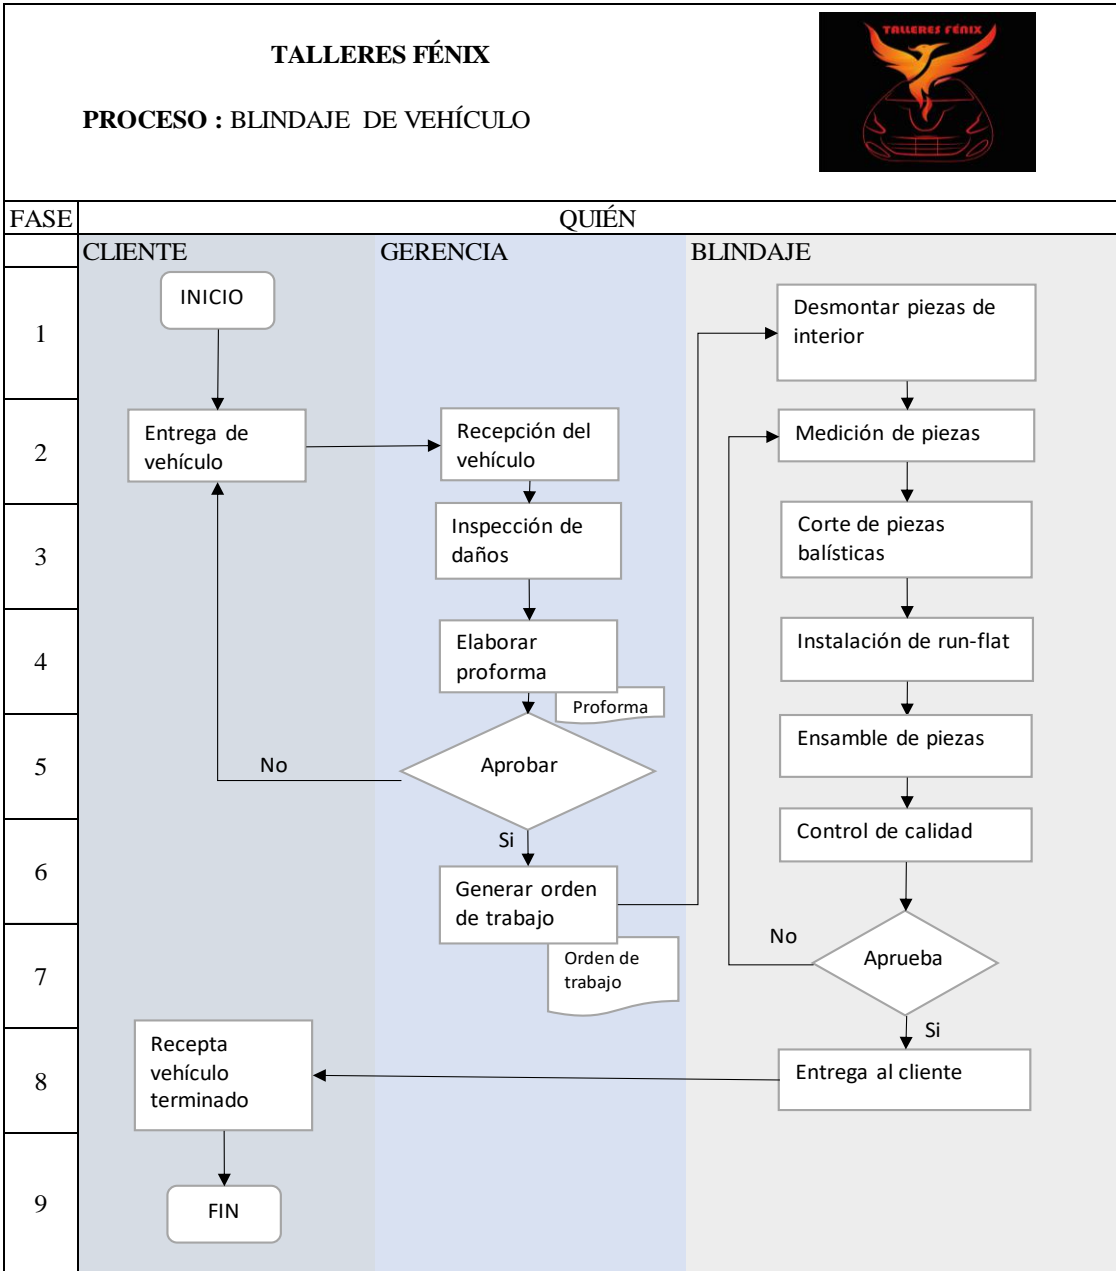 TALLERES FÉNIX
TALLERES FÉNIX
PROCESO : BLINDAJE DE VEHÍCULO
FASE
QUIÉN
CLIENTE
GERENCIA
BLINDAJE
1
INICIO
Desmontar piezas de
interior
2
Entrega de
vehículo
Recepción del
vehículo
Medición de piezas
3
Inspección de
daños
Corte de piezas
balísticas
4
Elaborar
proforma
Proforma
Instalación de run-flat
5
No
Aprobar
Si
Ensamble de piezas
Control de calidad
6
Generar orden
de trabajo
7
Orden de
trabajo
No
Aprueba
Si
8
Recepta
vehículo
terminado
Entrega al cliente
9
FIN